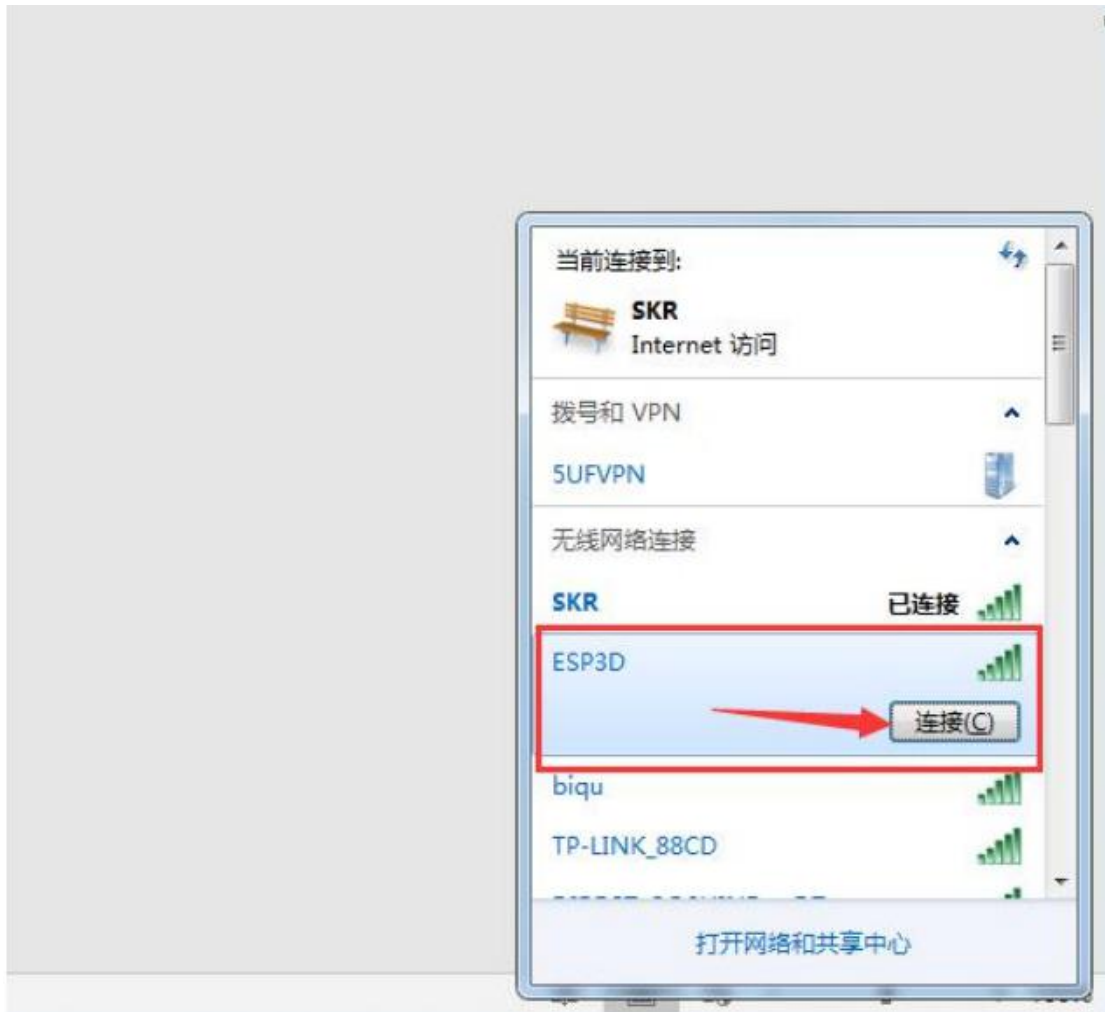 当前连接到:
SKR
Internet 访问
拨号和 VPN
5UFVPN
无线网络连接
SKR 已连接
ESP3D
连接(C)
biqu
TP-LINK_88CD
打开网络和共享中心